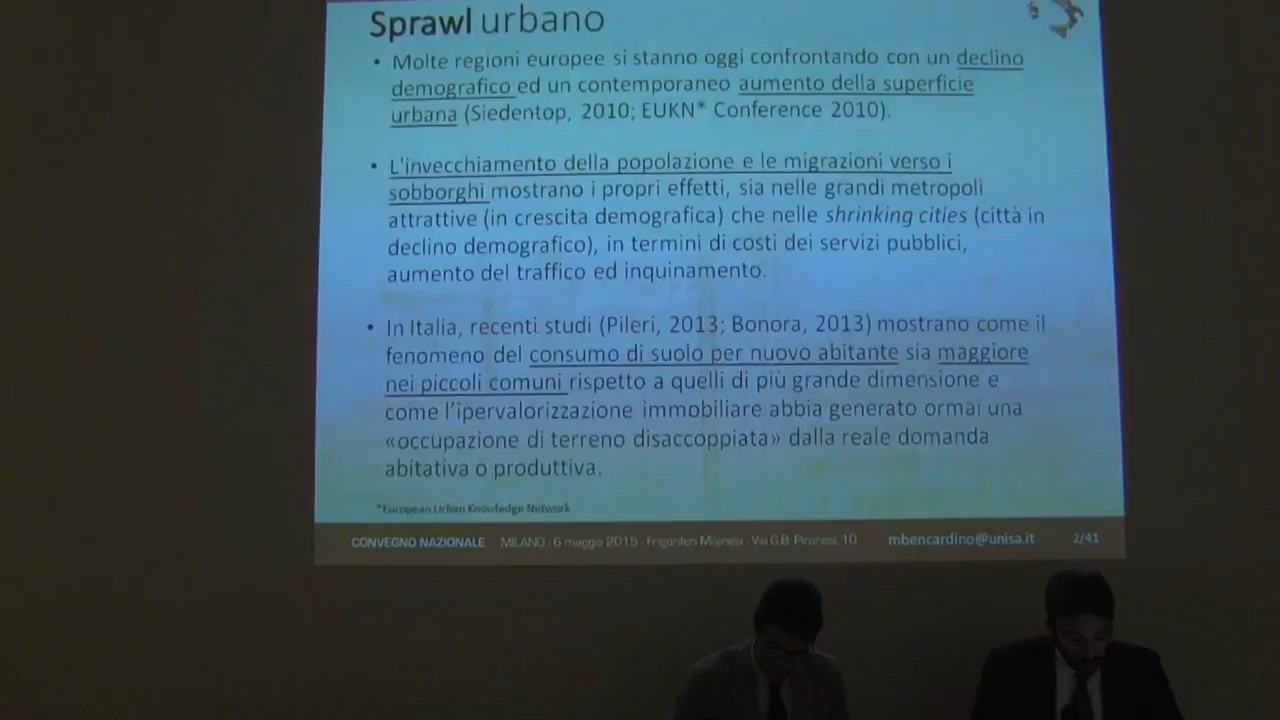 Sprawl urbano
• Molte regioni europee si stanno oggi confrontando con un declino
demografico ed un contemporaneo aumento della superficie
urbana (Siedentop, 2010; EUKN* Conference 2010).
• L'invecchiamento della popolazione e le migrazioni verso i
sobborghi mostrano i propri effetti, sia nelle grandi metropoli
attrattive (in crescita demografica) che nelle shrinking cities (città in
declino demografico), in termini di costi dei servizi pubblici,
aumento del traffico ed inquinamento.
• In Italia, recenti studi (Pileri, 2013; Bonora, 2013) mostrano come il
fenomeno del consumo di suolo per nuovo abitante sia maggiore
nei piccoli comuni rispetto a quelli di più grande dimensione e
come l'ipervalorizzazione immobiliare abbia generato ormai una
«occupazione di terreno disaccoppiata» dalla reale domanda
abitativa o produttiva.
*European Urban Knowledge Network
CONVEGNO NAZIONALE MILANO - 6 maggio 2015 - Frigoriferi Milanesi - Via G.B. Piranesi, 10 mbencardino@unisa.it 2/41